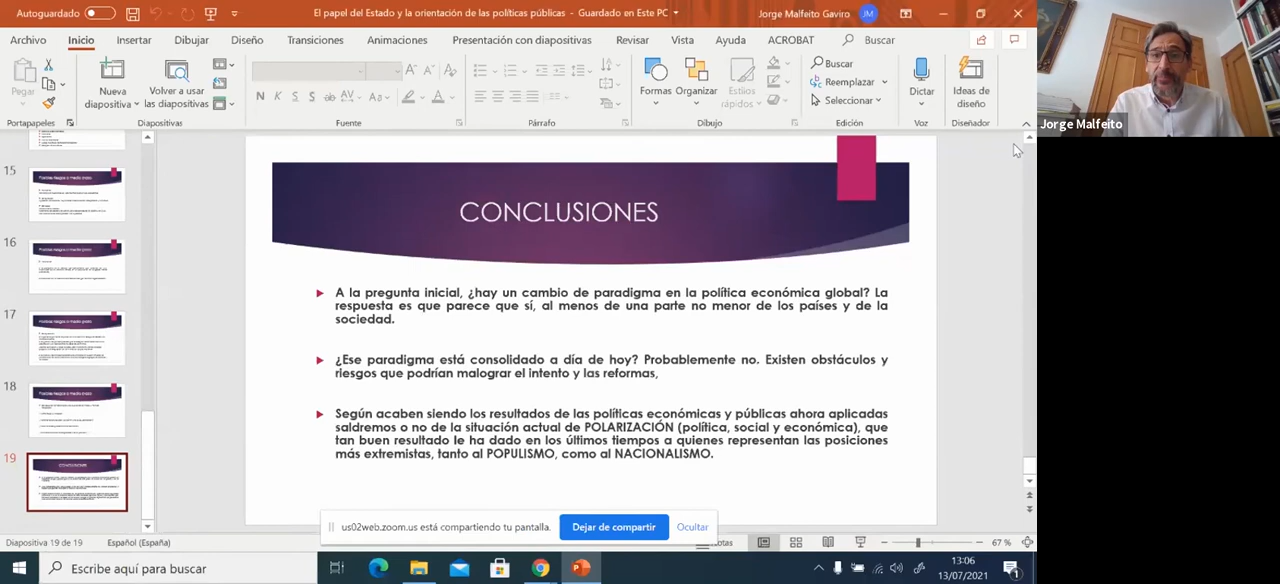 Autoguardado
El papel del Estado y la orientación de las políticas públicas - Guardado en Este PC
Jorge Malfeito Gaviro
JM
Archivo Inicio Insertar Dibujar Diseño Transiciones Animaciones Presentación con diapositivas Revisar Vista Ayuda ACROBAT Buscar
Pegar
Nueva diapositiva
Volver a usar las diapositivas
N K S S ab AV Aa A
Formas
Organizar
Estilos rápidos
Buscar
Reemplazar
Seleccionar
Dictar
Ideas de diseño
Portapapeles Diapositivas Fuente Párrafo Dibujo Edición Voz Diseñador
Jorge Malfeito
15
16
17
18
19
CONCLUSIONES
CONCLUSIONES
A la pregunta inicial, ¿hay un cambio de paradigma en la política económica global? La
respuesta es que parece que sí, al menos de una parte no menor de los países y de la
sociedad.
¿Ese paradigma está consolidado a día de hoy? Probablemente no. Existen obstáculos y
riesgos que podrían malograr el intento y las reformas,
Según acaben siendo los resultados de las políticas económicas y públicas ahora aplicadas
saldremos o no de la situación actual de POLARIZACIÓN (política, social y económica), que
tan buen resultado le ha dado en los últimos tiempos a quienes representan las posiciones
más extremistas, tanto al POPULISMO, como al NACIONALISMO.
us02web.zoom.us está compartiendo tu pantalla.
Dejar de compartir
Ocultar
Diapositiva 19 de 19
Español (España)
67 %
Escribe aquí para buscar
13:06
13/07/2021
1